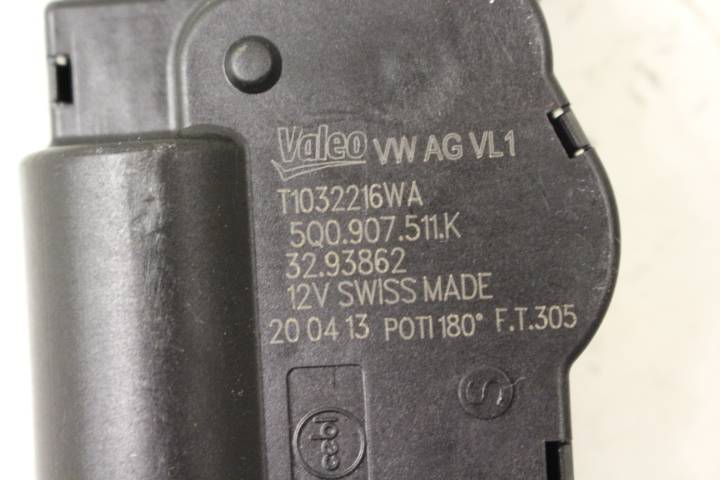 Valeo VW AG VL1
T1032216WA
5Q0.907.511.K
32.93862
12V SWISS MADE
20 04 13 POTI 180° F.T.305
S